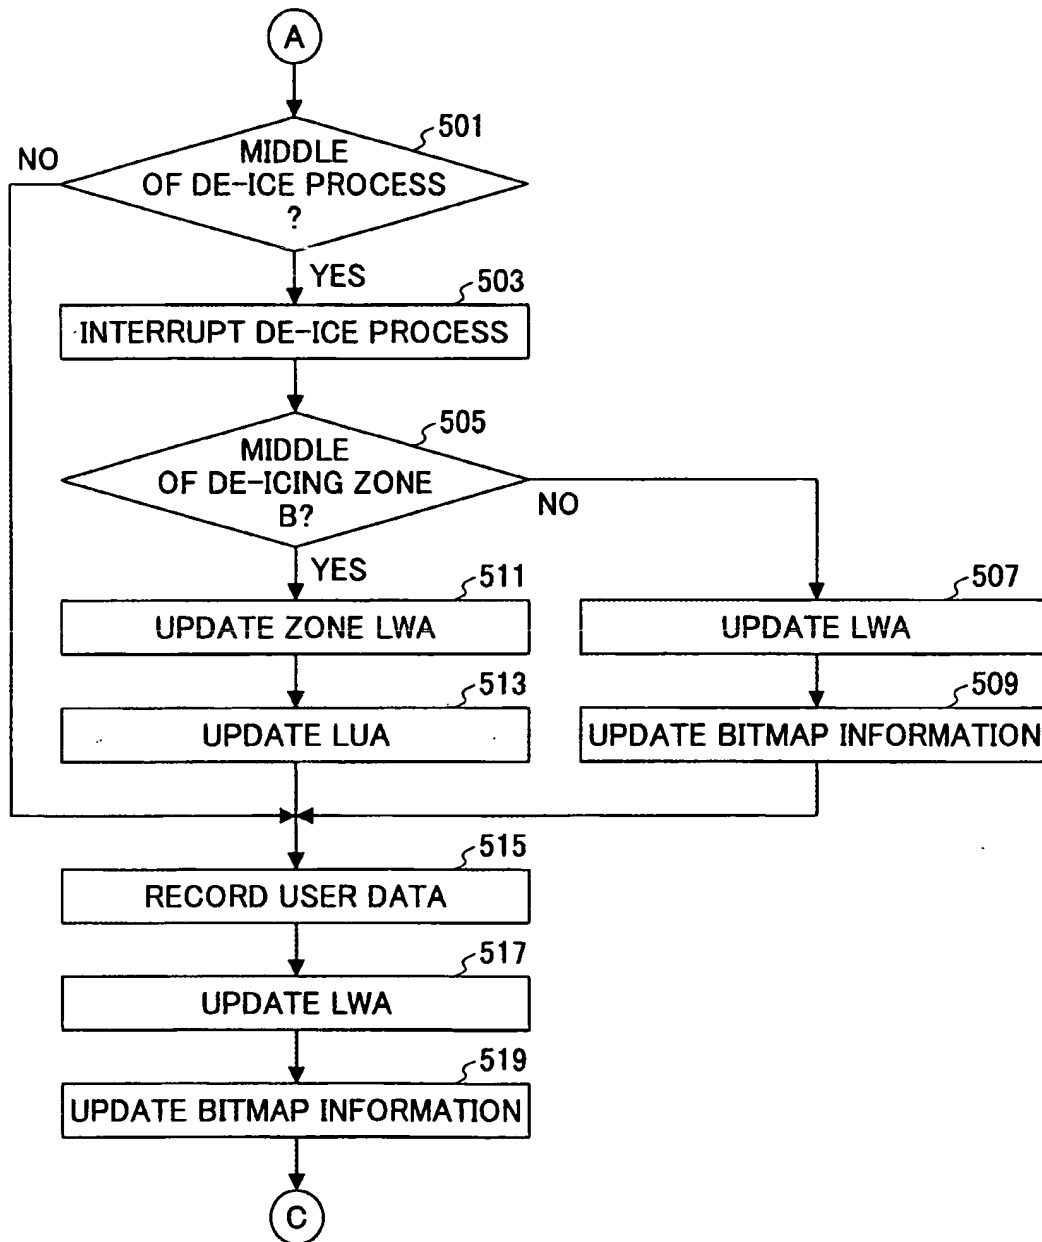 A
501
NO
MIDDLE
OF DE-ICE PROCESS
?
YES
503
INTERRUPT DE-ICE PROCESS
505
MIDDLE
OF DE-ICING ZONE
B?
NO
YES
511
UPDATE ZONE LWA
507
UPDATE LWA
513
UPDATE LUA
509
UPDATE BITMAP INFORMATION
515
RECORD USER DATA
517
UPDATE LWA
519
UPDATE BITMAP INFORMATION
C